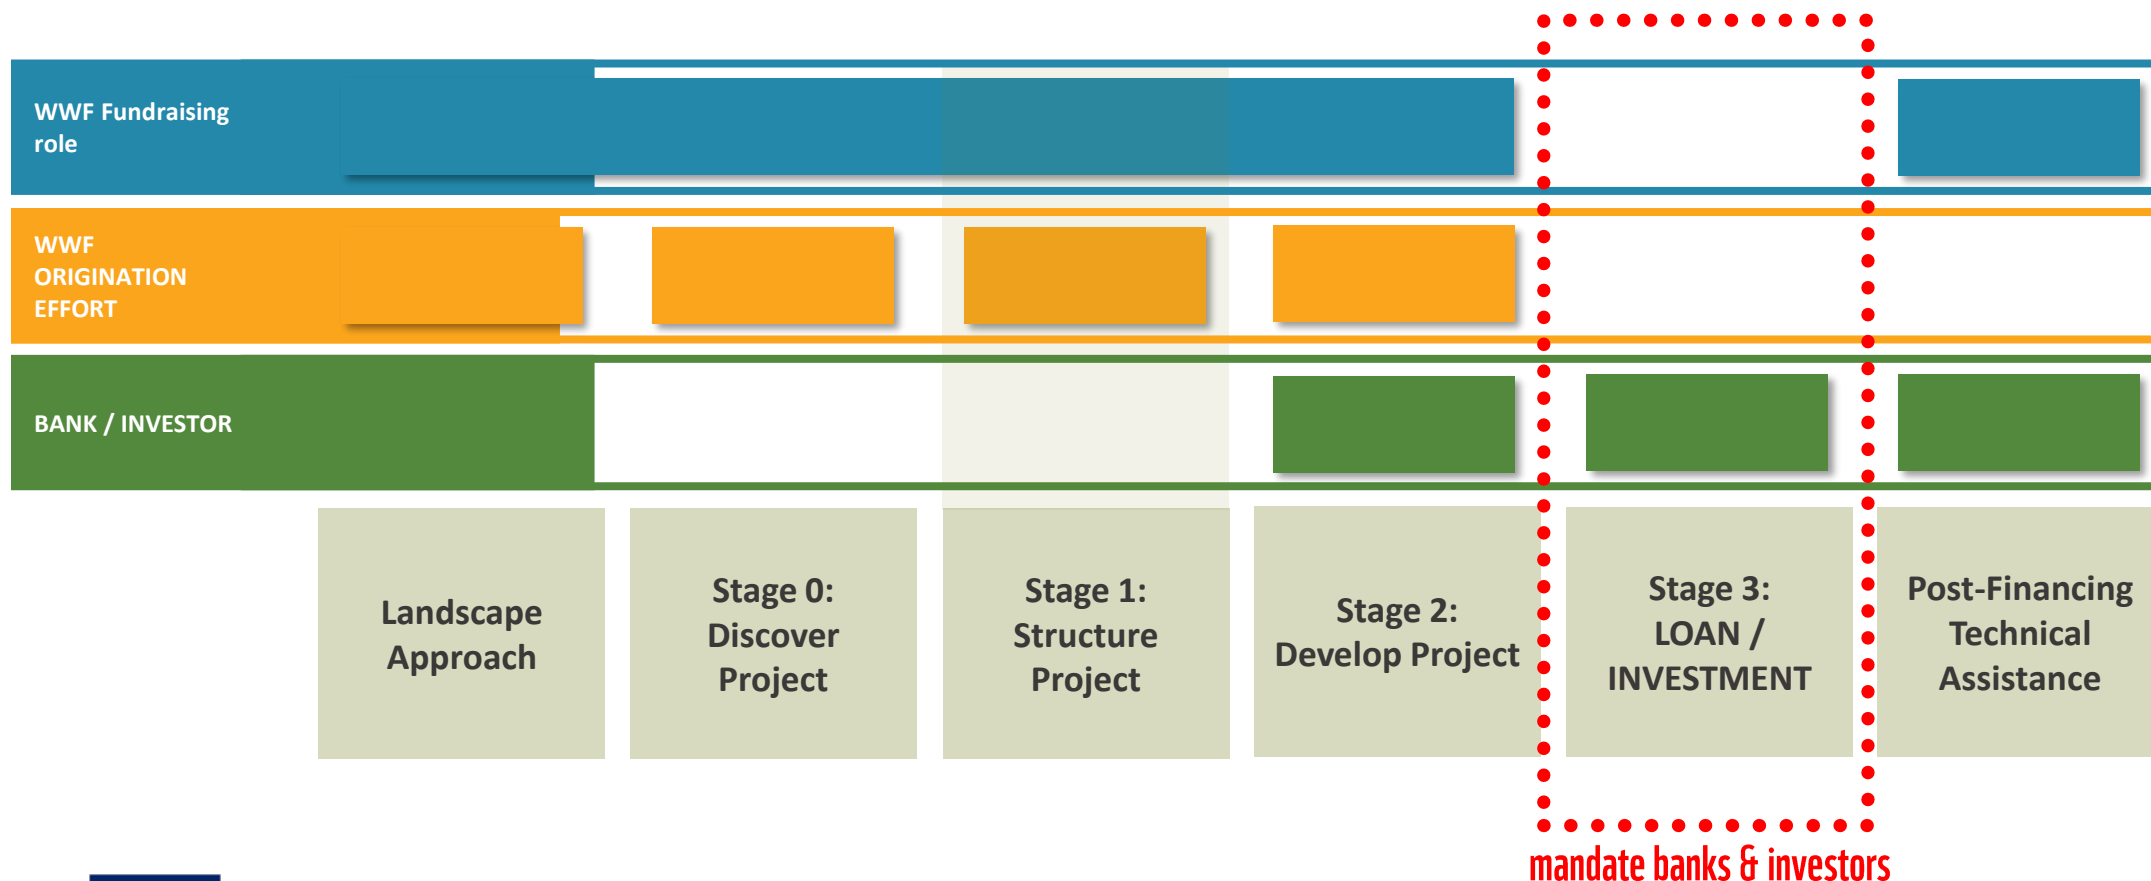 WWF Fundraising
role
WWF
ORIGINATION
EFFORT
BANK / INVESTOR
Landscape
Approach
Stage 0:
Discover
Project
Stage 1:
Structure
Project
Stage 2:
Develop Project
Stage 3:
LOAN /
INVESTMENT
Post-Financing
Technical
Assistance
mandate banks & investors